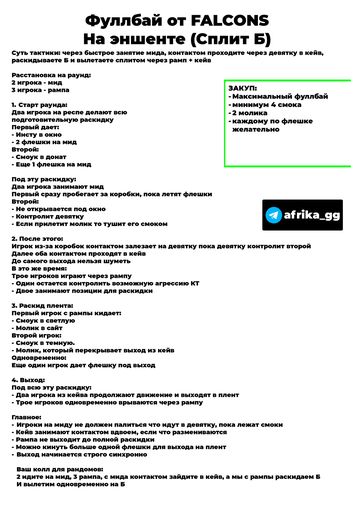 Фуллбай от FALCONS
На эншенте (Сплит Б)
Суть тактики: через быстрое занятие мида, контактом проходите через девятку в кейв,
раскидываете Б и вылетаете сплитом через рамп + кейв
Расстановка на раунд:
2 игрока - мид
3 игрока - рампа
ЗАКУП:
- Максимальный фуллбай
- минимум 4 смока
- 2 молика
- каждому по флешке
желательно
1. Старт раунда:
Два игрока на респе делают всю
подготовительную раскидку
Первый дает:
- Инсту в окно
- 2 флешки на мид
Второй:
- Смоук в донат
- Еще 1 флешка на мид
Под эту раскидку:
Два игрока занимают мид
Первый сразу пробегает за коробки, пока летят флешки
Второй:
- Не открывается под окно
- Контролит девятку
- Если прилетит молик то тушит его смоком
afrika_gg
2. После этого:
Игрок из-за коробок контактом залезает на девятку пока девятку контролит второй
Далее оба контактом проходят в кейв
До самого выхода нельзя шуметь
В это же время:
Трое игроков играют через рампу
- Один остается контролить возможную агрессию КТ
- Двое занимают позиции для раскидки
3. Раскид плента:
Первый игрок с рампы кидает:
- Смоук в светлую
- Молик в сайт
Второй игрок:
- Смоук в темную.
- Молик, который перекрывает выход из кейв
Одновременно:
Еще один игрок дает флешку под выход
4. Выход:
Под всю эту раскидку:
- Два игрока из кейва продолжают движение и выходят в плент
- Трое игроков одновременно врываются через рампу
Главное:
- Игроки на миду не должен палиться что идут в девятку, пока лежат смоки
- Кейв занимают контактом вдвоем, если что размениваются
- Рампа не выходит до полной раскидки
- Можно кинуть больше одной флешки для выхода на плент
- Выход начинается строго синхронно
Ваш колл для рандомов:
2 идите на мид, 3 рампа, с мида контактом зайдите в кейв, а мы с рампы раскидаем Б
И вылетим одновременно на Б